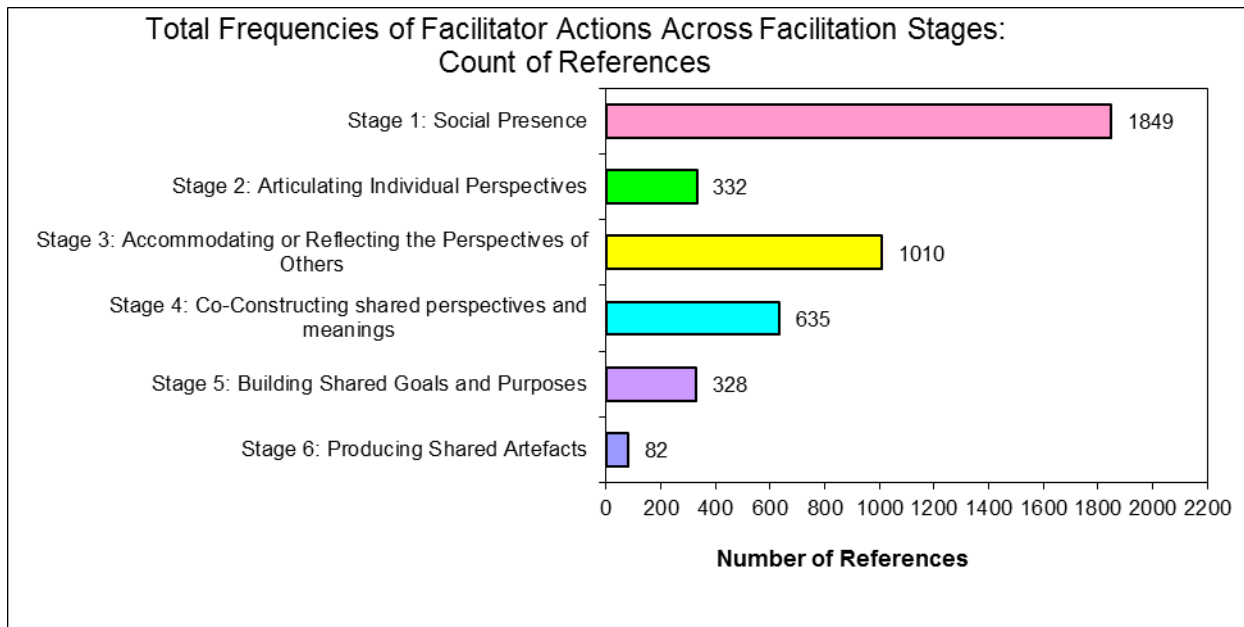 Total Frequencies of Facilitator Actions Across Facilitation Stages:
Count of References
Stage 1: Social Presence
1849
Stage 2: Articulating Individual Perspectives
332
Stage 3: Accommodating or Reflecting the Perspectives of
Others
1010
Stage 4: Co-Constructing shared perspectives and
meanings
635
Stage 5: Building Shared Goals and Purposes
328
Stage 6: Producing Shared Artefacts
82
0 200 400 600 800 1000 1200 1400 1600 1800 2000 2200
Number of References